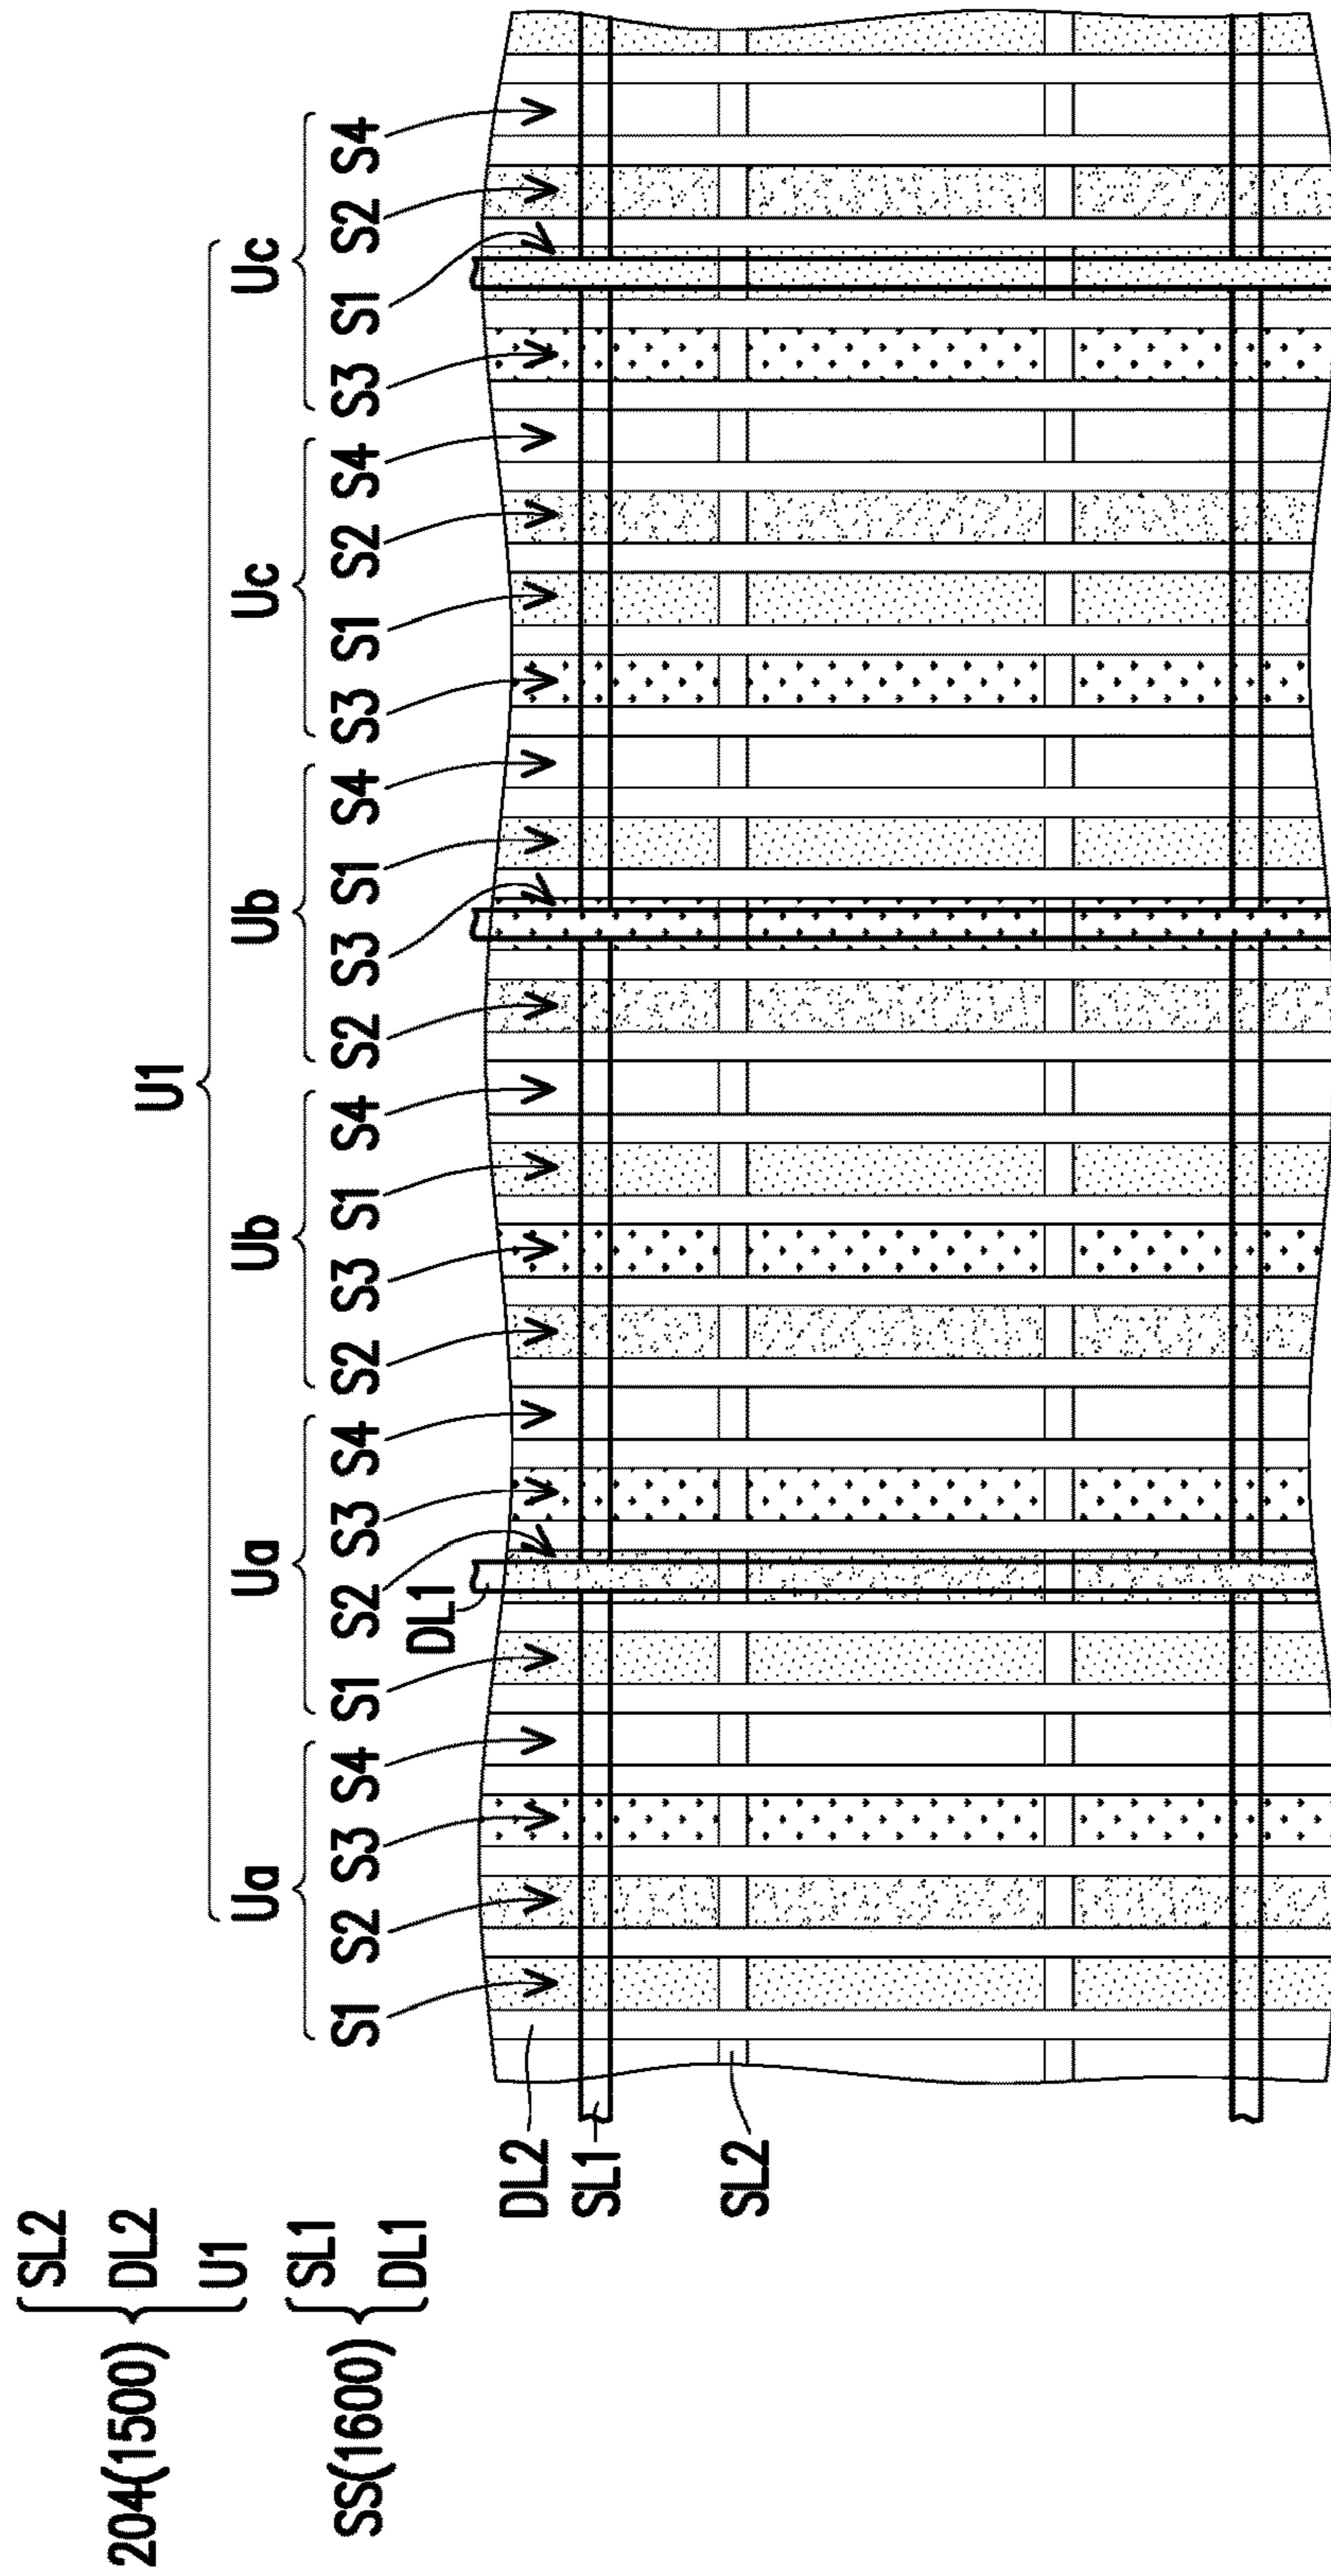 SL2
204(1500) DL2
U1
SL1
SS(1600)
DL1
U1
Ua Ua Ub Ub Uc Uc
S1 S2 S3 S4 S1 S2 S3 S4 S2 S3 S1 S4 S2 S3 S1 S4 S3 S1 S2 S4 S3 S1 S2 S4
DL1
DL2
SL1
SL2